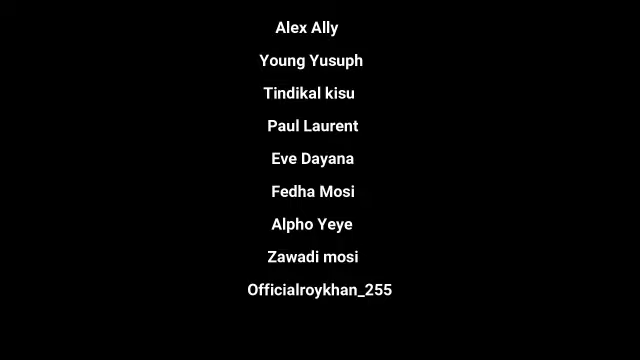 Alex Ally
Young Yusuph
Tindikal kisu
Paul Laurent
Eve Dayana
Fedha Mosi
Alpho Yeye
Zawadi mosi
Officialroykhan_255